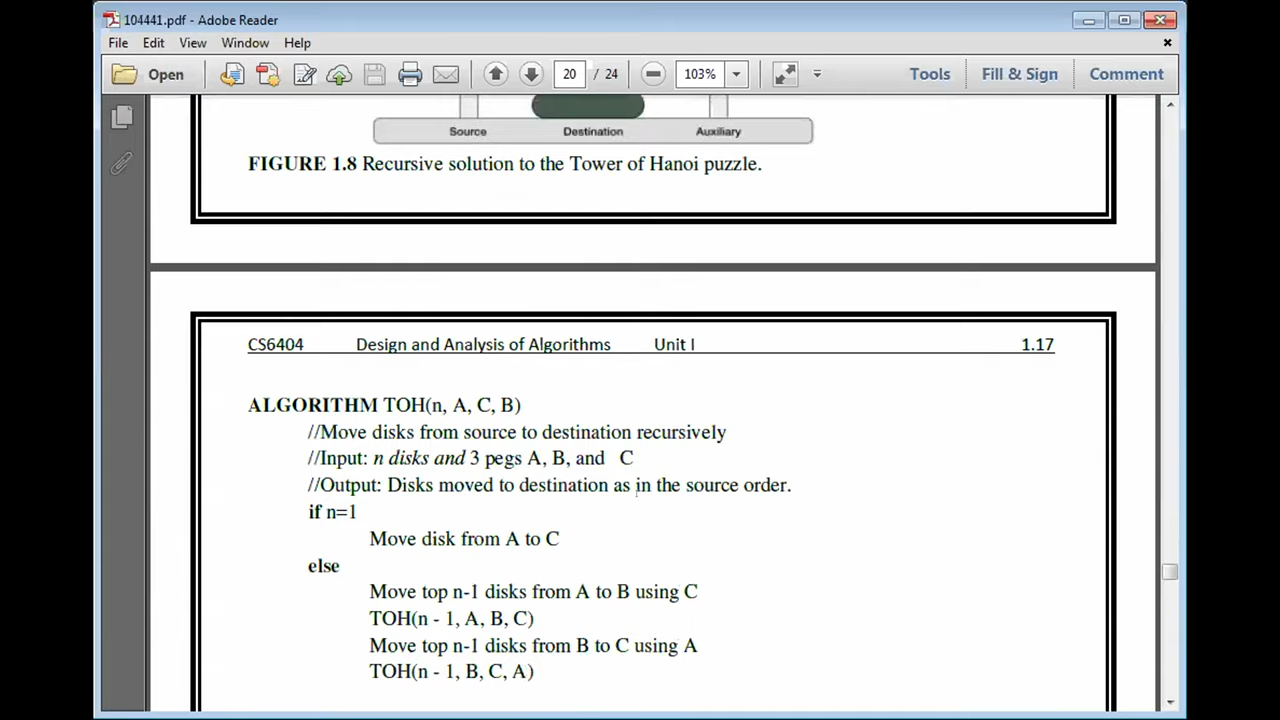 104441.pdf - Adobe Reader
File Edit View Window Help
Open 20 / 24 103% Tools Fill & Sign Comment
Source Destination Auxiliary
FIGURE 1.8 Recursive solution to the Tower of Hanoi puzzle.
CS6404 Design and Analysis of Algorithms Unit I 1.17
ALGORITHM TOH(n, A, C, B)
//Move disks from source to destination recursively
//Input: n disks and 3 pegs A, B, and C
//Output: Disks moved to destination as in the source order.
if n=1
Move disk from A to C
else
Move top n-1 disks from A to B using C
TOH(n - 1, A, B, C)
Move top n-1 disks from B to C using A
TOH(n - 1, B, C, A)